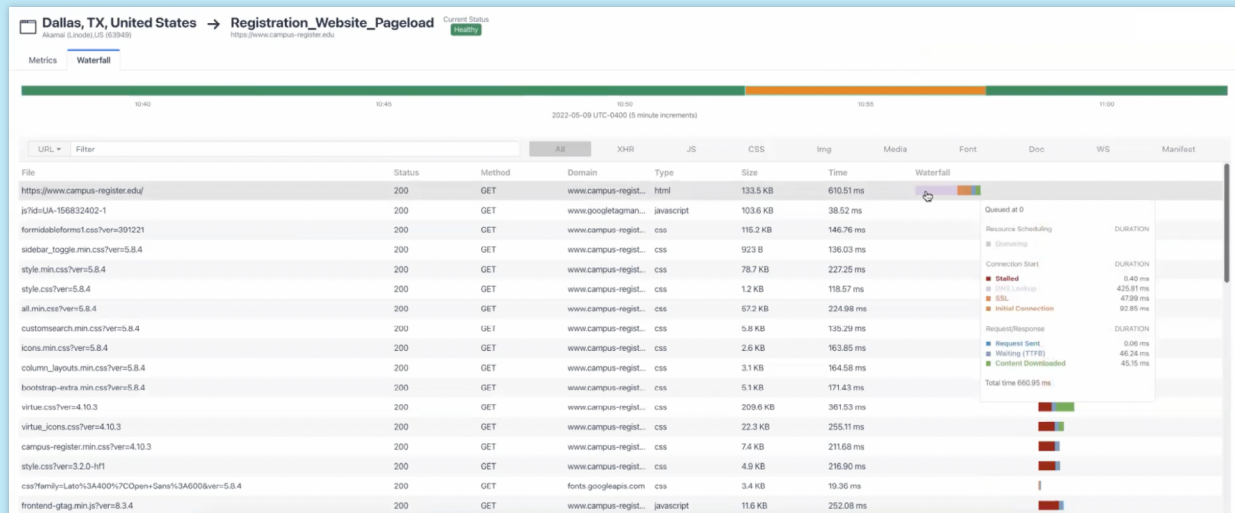 Dallas, TX, United States → Registration_Website_Pageload Current Status
Akamai (Linode),US (63949) https://www.campus-register.edu Healthy
Metrics Waterfall
10:40 10:45 10:50 10:55 11:00
2022-05-09 UTC-0400 (5 minute increments)
URL Filter All XHR JS CSS Img Media Font Doc WS Manifest
File Status Method Domain Type Size Time Waterfall
https://www.campus-register.edu/ 200 GET www.campus-regist... html 133.5 KB 610.51 ms
js?id=UA-156832402-1 200 GET www.googletagman... javascript 103.6 KB 38.52 ms
formidableforms1.css?ver=391221 200 GET www.campus-regist... css 115.2 KB 146.76 ms
sidebar_toggle.min.css?ver=5.8.4 200 GET www.campus-regist... css 923 B 136.03 ms
style.min.css?ver=5.8.4 200 GET www.campus-regist... css 78.7 KB 227.25 ms
style.css?ver=5.8.4 200 GET www.campus-regist... css 1.2 KB 118.57 ms
all.min.css?ver=5.8.4 200 GET www.campus-regist... css 67.2 KB 224.98 ms
customsearch.min.css?ver=5.8.4 200 GET www.campus-regist... css 5.8 KB 135.29 ms
icons.min.css?ver=5.8.4 200 GET www.campus-regist... css 2.6 KB 163.85 ms
column_layouts.min.css?ver=5.8.4 200 GET www.campus-regist... css 3.1 KB 164.58 ms
bootstrap-extra.min.css?ver=5.8.4 200 GET www.campus-regist... css 5.1 KB 171.43 ms
virtue.css?ver=4.10.3 200 GET www.campus-regist... css 209.6 KB 361.53 ms
virtue_icons.css?ver=4.10.3 200 GET www.campus-regist... css 22.3 KB 255.11 ms
campus-register.min.css?ver=4.10.3 200 GET www.campus-regist... css 7.4 KB 211.68 ms
style.css?ver=3.2.0-hf1 200 GET www.campus-regist... css 4.9 KB 216.90 ms
css?family=Lato%3A400%7COpen+Sans%3A600&ver=5.8.4 200 GET fonts.googleapis.com css 3.4 KB 19.36 ms
frontend-gtag.min.js?ver=8.3.4 200 GET www.campus-regist... javascript 11.6 KB 252.08 ms
Queued at 0
Resource Scheduling DURATION
Queueing
Connection Start DURATION
Stalled 0.40 ms
DNS Lookup 425.81 ms
SSL 47.99 ms
Initial Connection 92.85 ms
Request/Response DURATION
Request Sent 0.06 ms
Waiting (TTFB) 46.24 ms
Content Downloaded 45.15 ms
Total time 660.95 ms